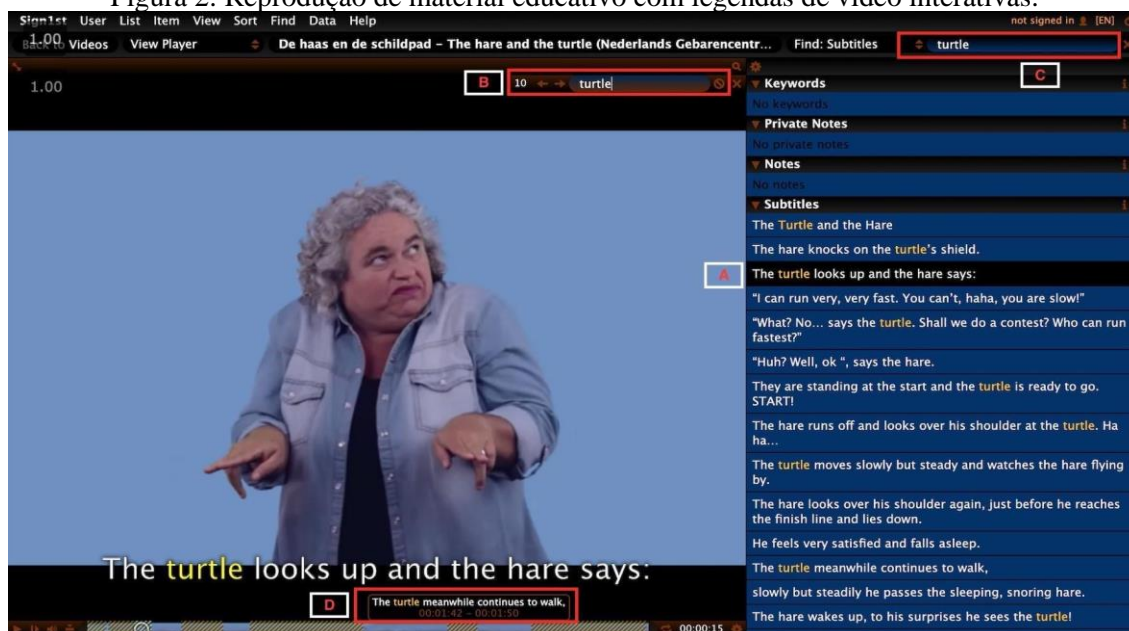 Figura 2: Reprodução de material educativo com legendas de vídeo interativas.
Sign1st User List Item View Sort Find Data Help
not signed in [EN]
Back to Videos View Player De haas en de schildpad – The hare and the turtle (Nederlands Gebarencentr... Find: Subtitles turtle
1.00
1.00
B 10 turtle
C
Keywords
No keywords
Private Notes
No private notes
Notes
No notes
Subtitles
The Turtle and the Hare
The hare knocks on the turtle's shield.
A
The turtle looks up and the hare says:
"I can run very, very fast. You can't, haha, you are slow!"
"What? No... says the turtle. Shall we do a contest? Who can run
fastest?"
"Huh? Well, ok ", says the hare.
They are standing at the start and the turtle is ready to go.
START!
The hare runs off and looks over his shoulder at the turtle. Ha
ha...
The turtle moves slowly but steady and watches the hare flying
by.
The hare looks over his shoulder again, just before he reaches
the finish line and lies down.
He feels very satisfied and falls asleep.
The turtle meanwhile continues to walk,
slowly but steadily he passes the sleeping, snoring hare.
The hare wakes up, to his surprises he sees the turtle!
The turtle looks up and the hare says:
D
The turtle meanwhile continues to walk,
00:01:42 – 00:01:50
00:00:15